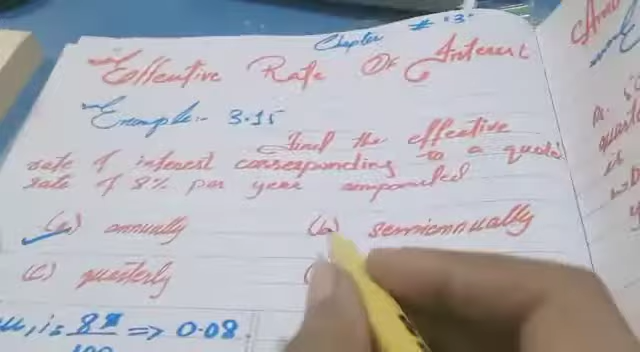 Chapter # "3"
Effective Rate Of Interest
Example:- 3.15
find the effective
rate of interest corresponding to a quoted
rate of 8% per year compounded
(a) annually (b) semiannually
(c) quarterly
i = 8% => 0.08
100